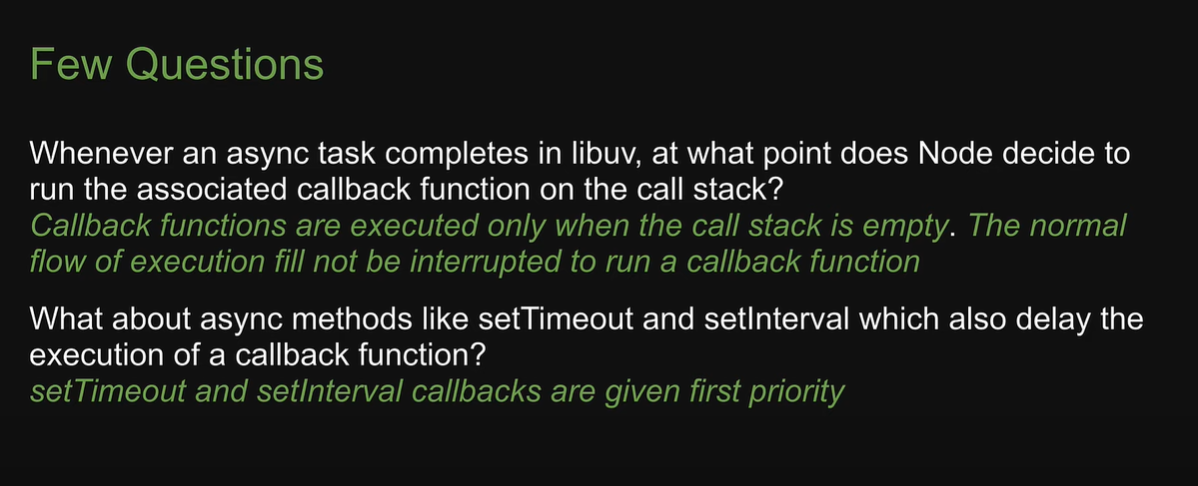 Few Questions
Whenever an async task completes in libuv, at what point does Node decide to
run the associated callback function on the call stack?
Callback functions are executed only when the call stack is empty. The normal
flow of execution fill not be interrupted to run a callback function
What about async methods like setTimeout and setInterval which also delay the
execution of a callback function?
setTimeout and setInterval callbacks are given first priority